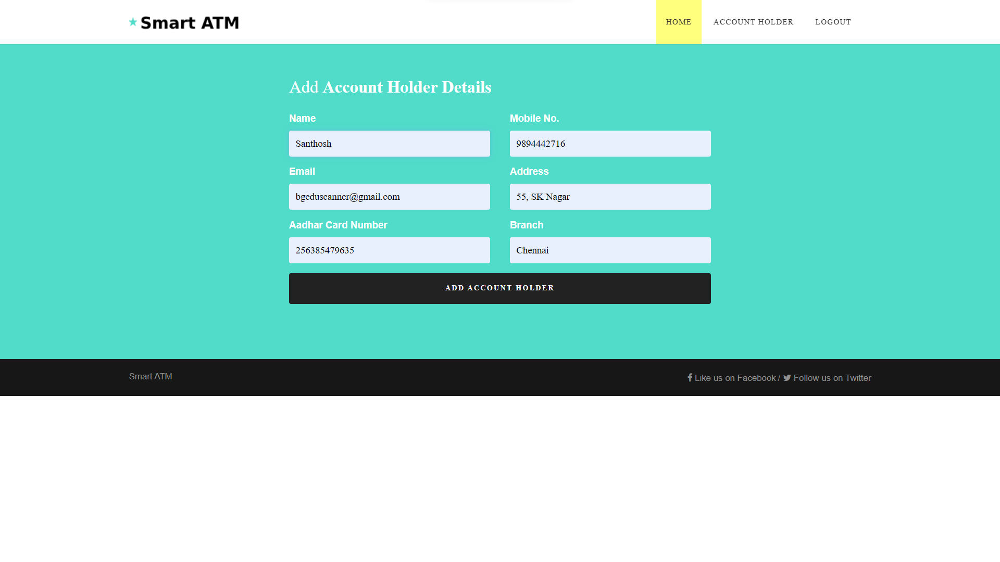 Smart ATM
HOME ACCOUNT HOLDER LOGOUT
Add Account Holder Details
Name Mobile No.
Santhosh 9894442716
Email Address
bgeduscanner@gmail.com 55, SK Nagar
Aadhar Card Number Branch
256385479635 Chennai
ADD ACCOUNT HOLDER
Smart ATM Like us on Facebook / Follow us on Twitter